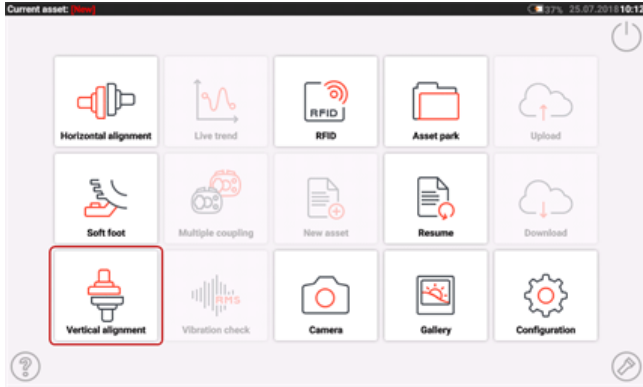 Current asset: [New] 37% 25.07.2018 10:12
Horizontal alignment Live trend RFID RFID Asset park Upload
Soft foot Multiple coupling New asset Resume Download
RMS
Vertical alignment Vibration check Camera Gallery Configuration
?